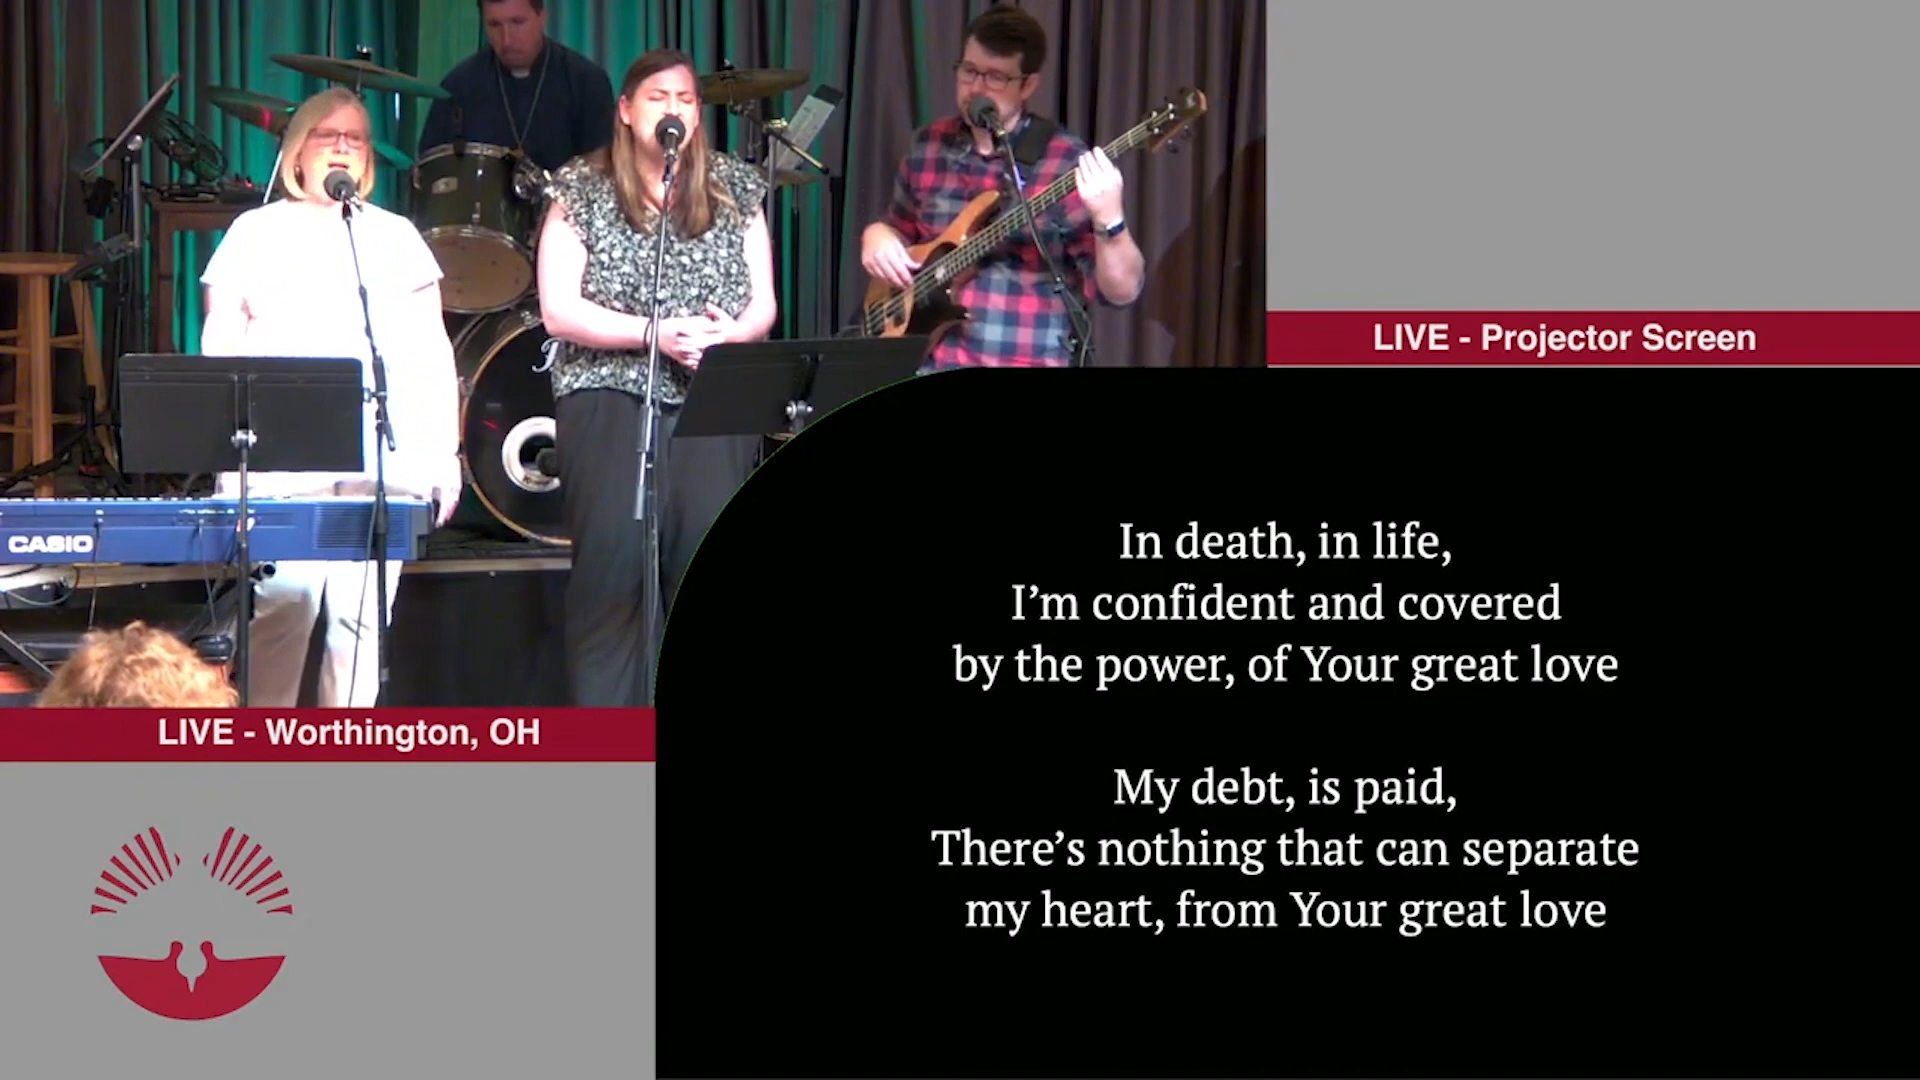 LIVE - Projector Screen
CASIO
LIVE - Worthington, OH
In death, in life,
I’m confident and covered
by the power, of Your great love
My debt, is paid,
There’s nothing that can separate
my heart, from Your great love